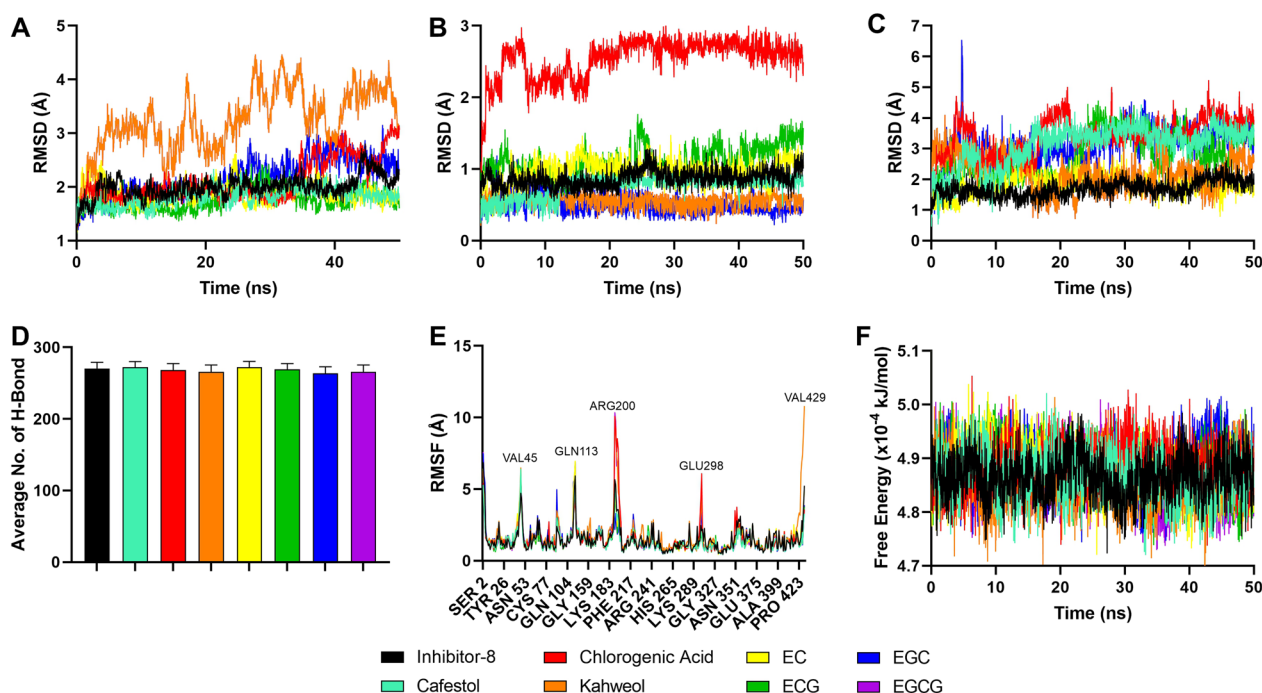 A
RMSD (Å)
5
4
3
2
1
0
20
40
Time (ns)
B
RMSD (Å)
3
2
1
0
0
10
20
30
40
50
Time (ns)
C
RMSD (Å)
7
6
5
4
3
2
1
0
0
10
20
30
40
50
Time (ns)
D
Average No. of H-Bond
300
200
100
0
E
RMSF (Å)
15
10
5
0
VAL45
GLN113
ARG200
GLU298
VAL429
SER 2
TYR 26
ASN 53
CYS 77
GLN 104
GLY 159
LYS 183
PHE 217
ARG 241
HIS 265
LYS 289
GLY 327
ASN 351
GLU 375
ALA 399
PRO 423
F
Free Energy (x10⁻⁴ kJ/mol)
5.1
5.0
4.9
4.8
4.7
0
10
20
30
40
50
Time (ns)
Inhibitor-8
Chlorogenic Acid
EC
EGC
Cafestol
Kahweol
ECG
EGCG